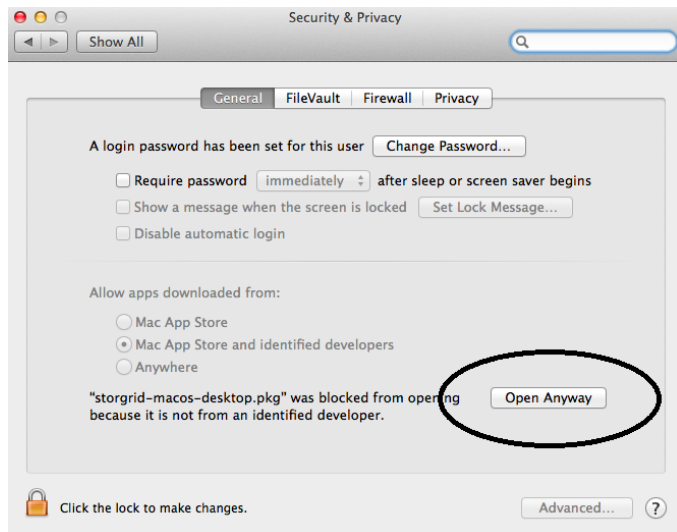 Security & Privacy
Show All
General FileVault Firewall Privacy
A login password has been set for this user Change Password...
Require password immediately after sleep or screen saver begins
Show a message when the screen is locked Set Lock Message...
Disable automatic login
Allow apps downloaded from:
Mac App Store
Mac App Store and identified developers
Anywhere
"storgrid-macos-desktop.pkg" was blocked from opening Open Anyway
because it is not from an identified developer.
Click the lock to make changes. Advanced... ?